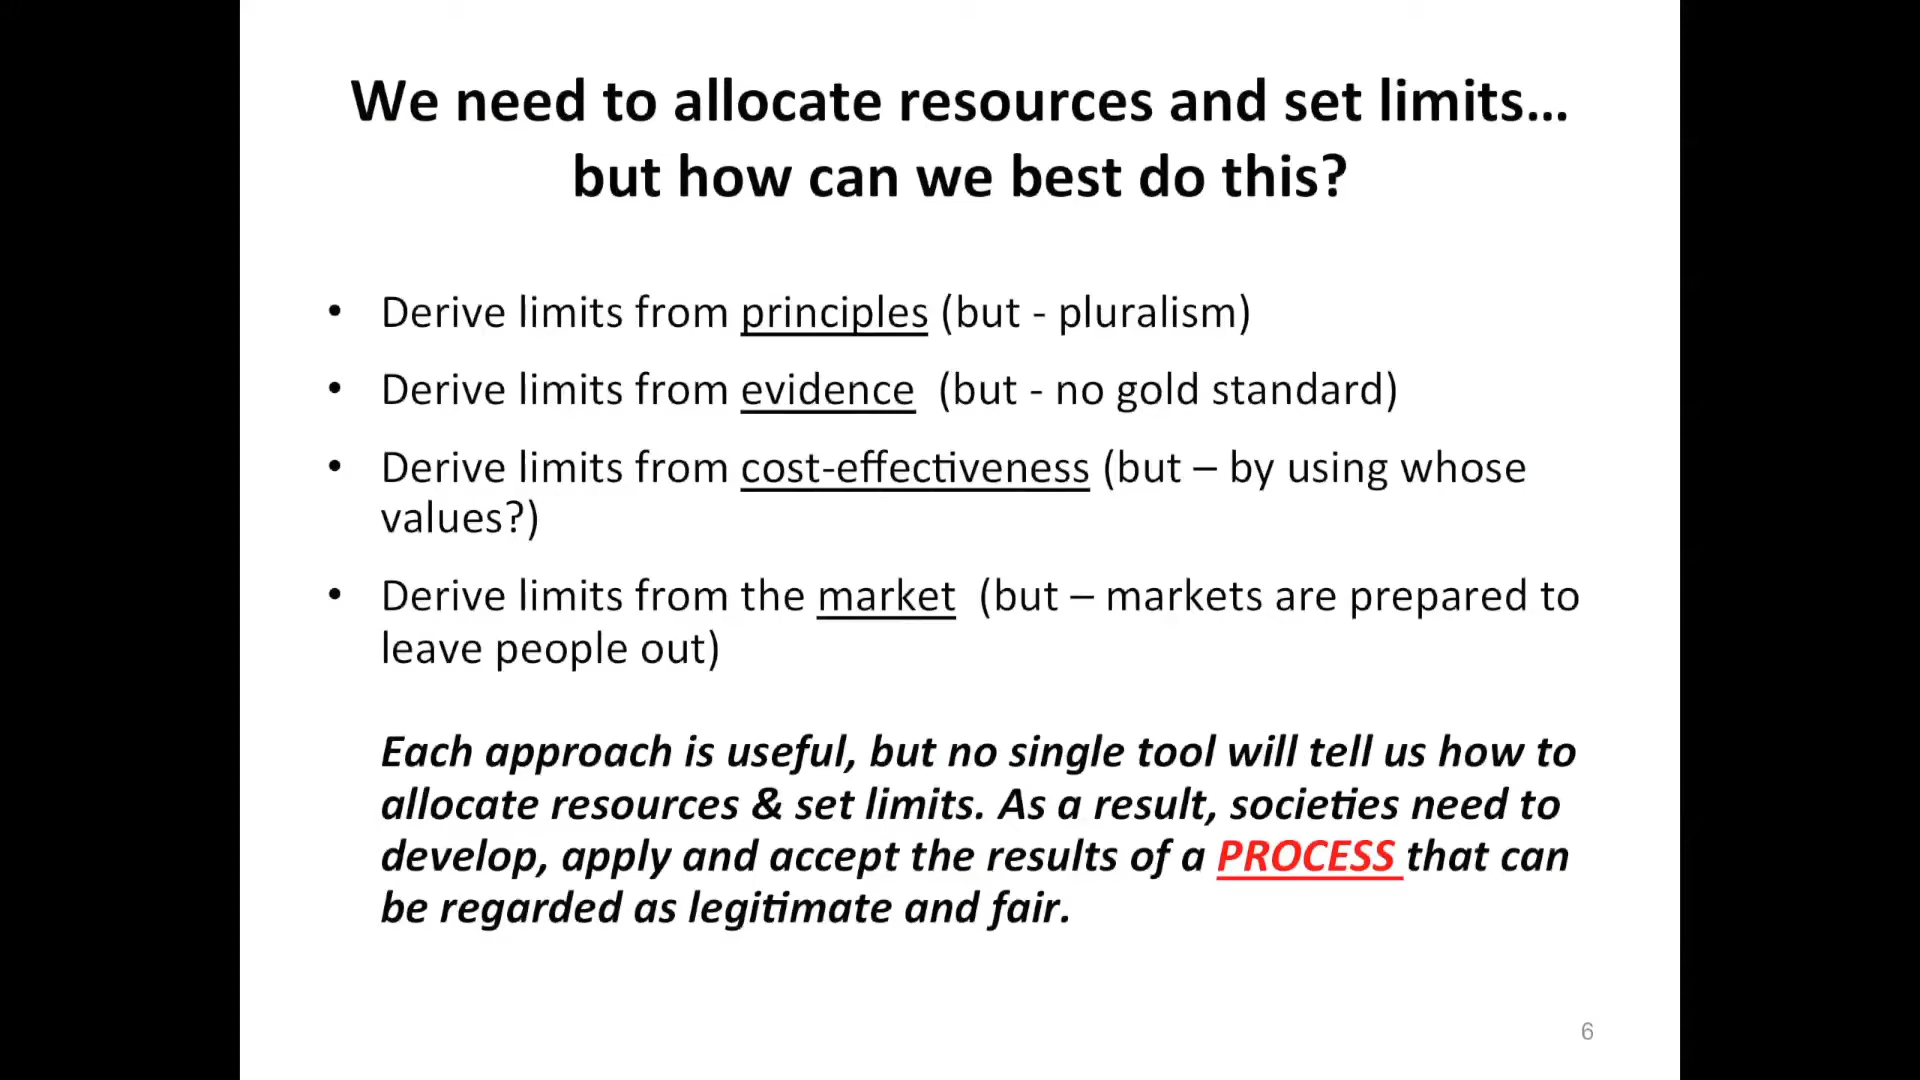 We need to allocate resources and set limits…
but how can we best do this?
• Derive limits from principles (but - pluralism)
• Derive limits from evidence (but - no gold standard)
• Derive limits from cost-effectiveness (but – by using whose
values?)
• Derive limits from the market (but – markets are prepared to
leave people out)
Each approach is useful, but no single tool will tell us how to
allocate resources & set limits. As a result, societies need to
develop, apply and accept the results of a PROCESS that can
be regarded as legitimate and fair.
6